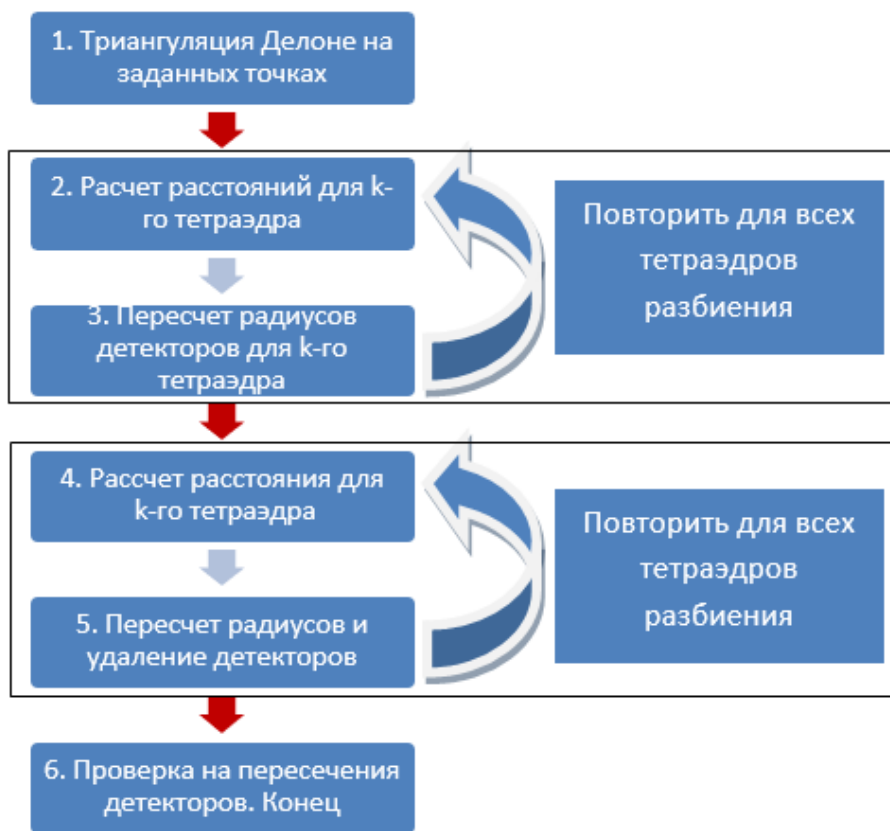 1. Триангуляция Делоне на
заданных точках
2. Расчет расстояний для k-
го тетраэдра
3. Пересчет радиусов
детекторов для k-го
тетраэдра
Повторить для всех
тетраэдров
разбиения
4. Рассчет расстояния для
k-го тетраэдра
5. Пересчет радиусов и
удаление детекторов
Повторить для всех
тетраэдров
разбиения
6. Проверка на пересечения
детекторов. Конец